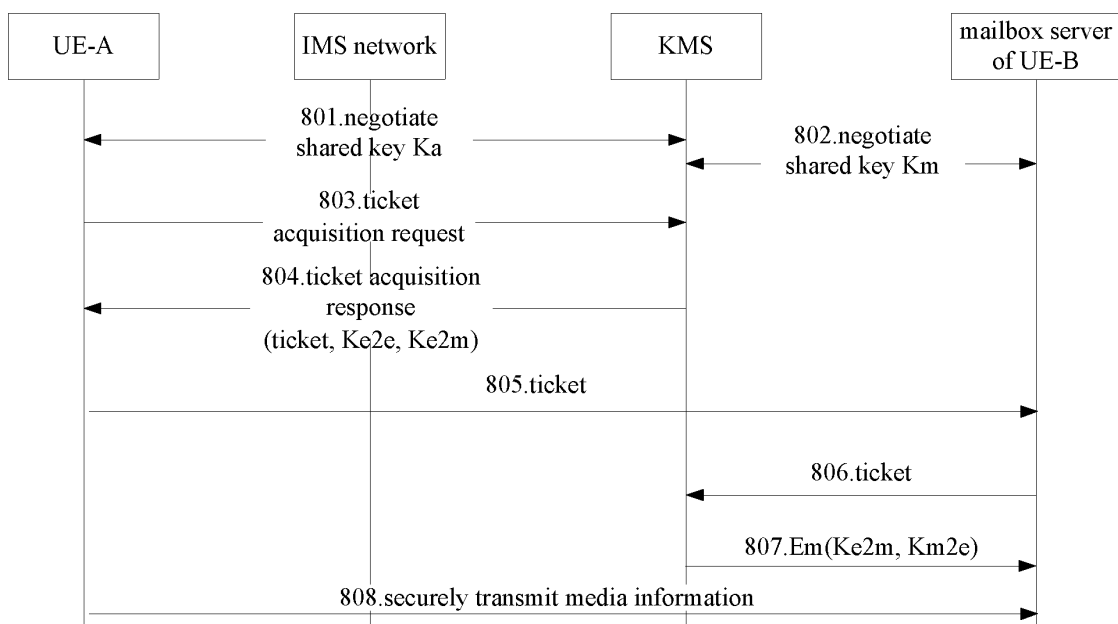 UE-A
IMS network
KMS
mailbox server
of UE-B
801.negotiate
shared key Ka
802.negotiate
shared key Km
803.ticket
acquisition request
804.ticket acquisition
response
(ticket, Ke2e, Ke2m)
805.ticket
806.ticket
807.Em(Ke2m, Km2e)
808.securely transmit media information